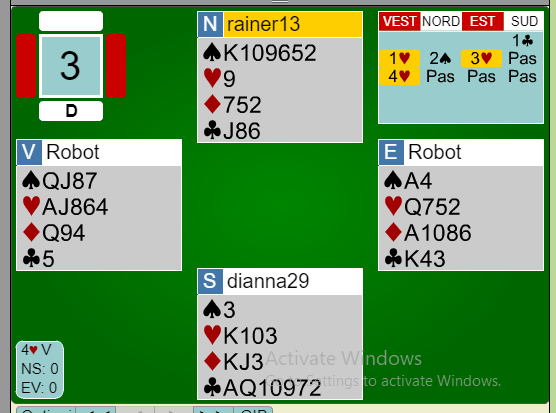 3
D
N rainer13
♠K109652
♥9
♦752
♣J86
VEST NORD EST SUD
1♣
1♥ 2♠ 3♥ Pas
4♥ Pas Pas Pas
V Robot
♠QJ87
♥AJ864
♦Q94
♣5
E Robot
♠A4
♥Q752
♦A1086
♣K43
S dianna29
♠3
♥K103
♦KJ3
♣AQ10972
4♥ V
NS: 0
EV: 0
Activate Windows
Go to Settings to activate Windows.